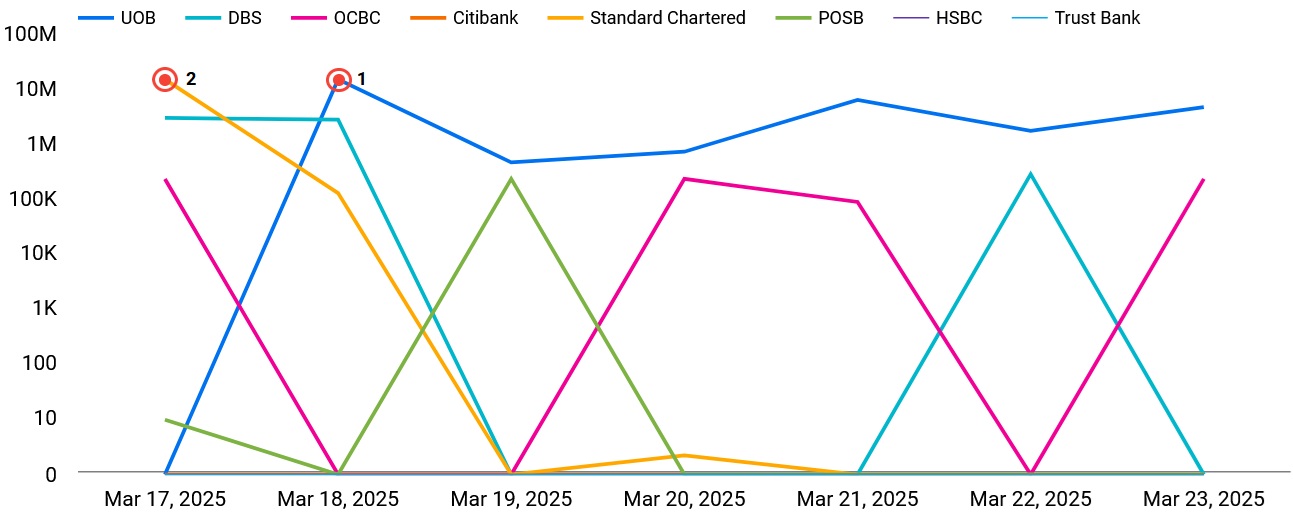 UOB DBS OCBC Citibank Standard Chartered POSB HSBC Trust Bank
100M
2 1
10M
1M
100K
10K
1K
100
10
0
Mar 17, 2025 Mar 18, 2025 Mar 19, 2025 Mar 20, 2025 Mar 21, 2025 Mar 22, 2025 Mar 23, 2025